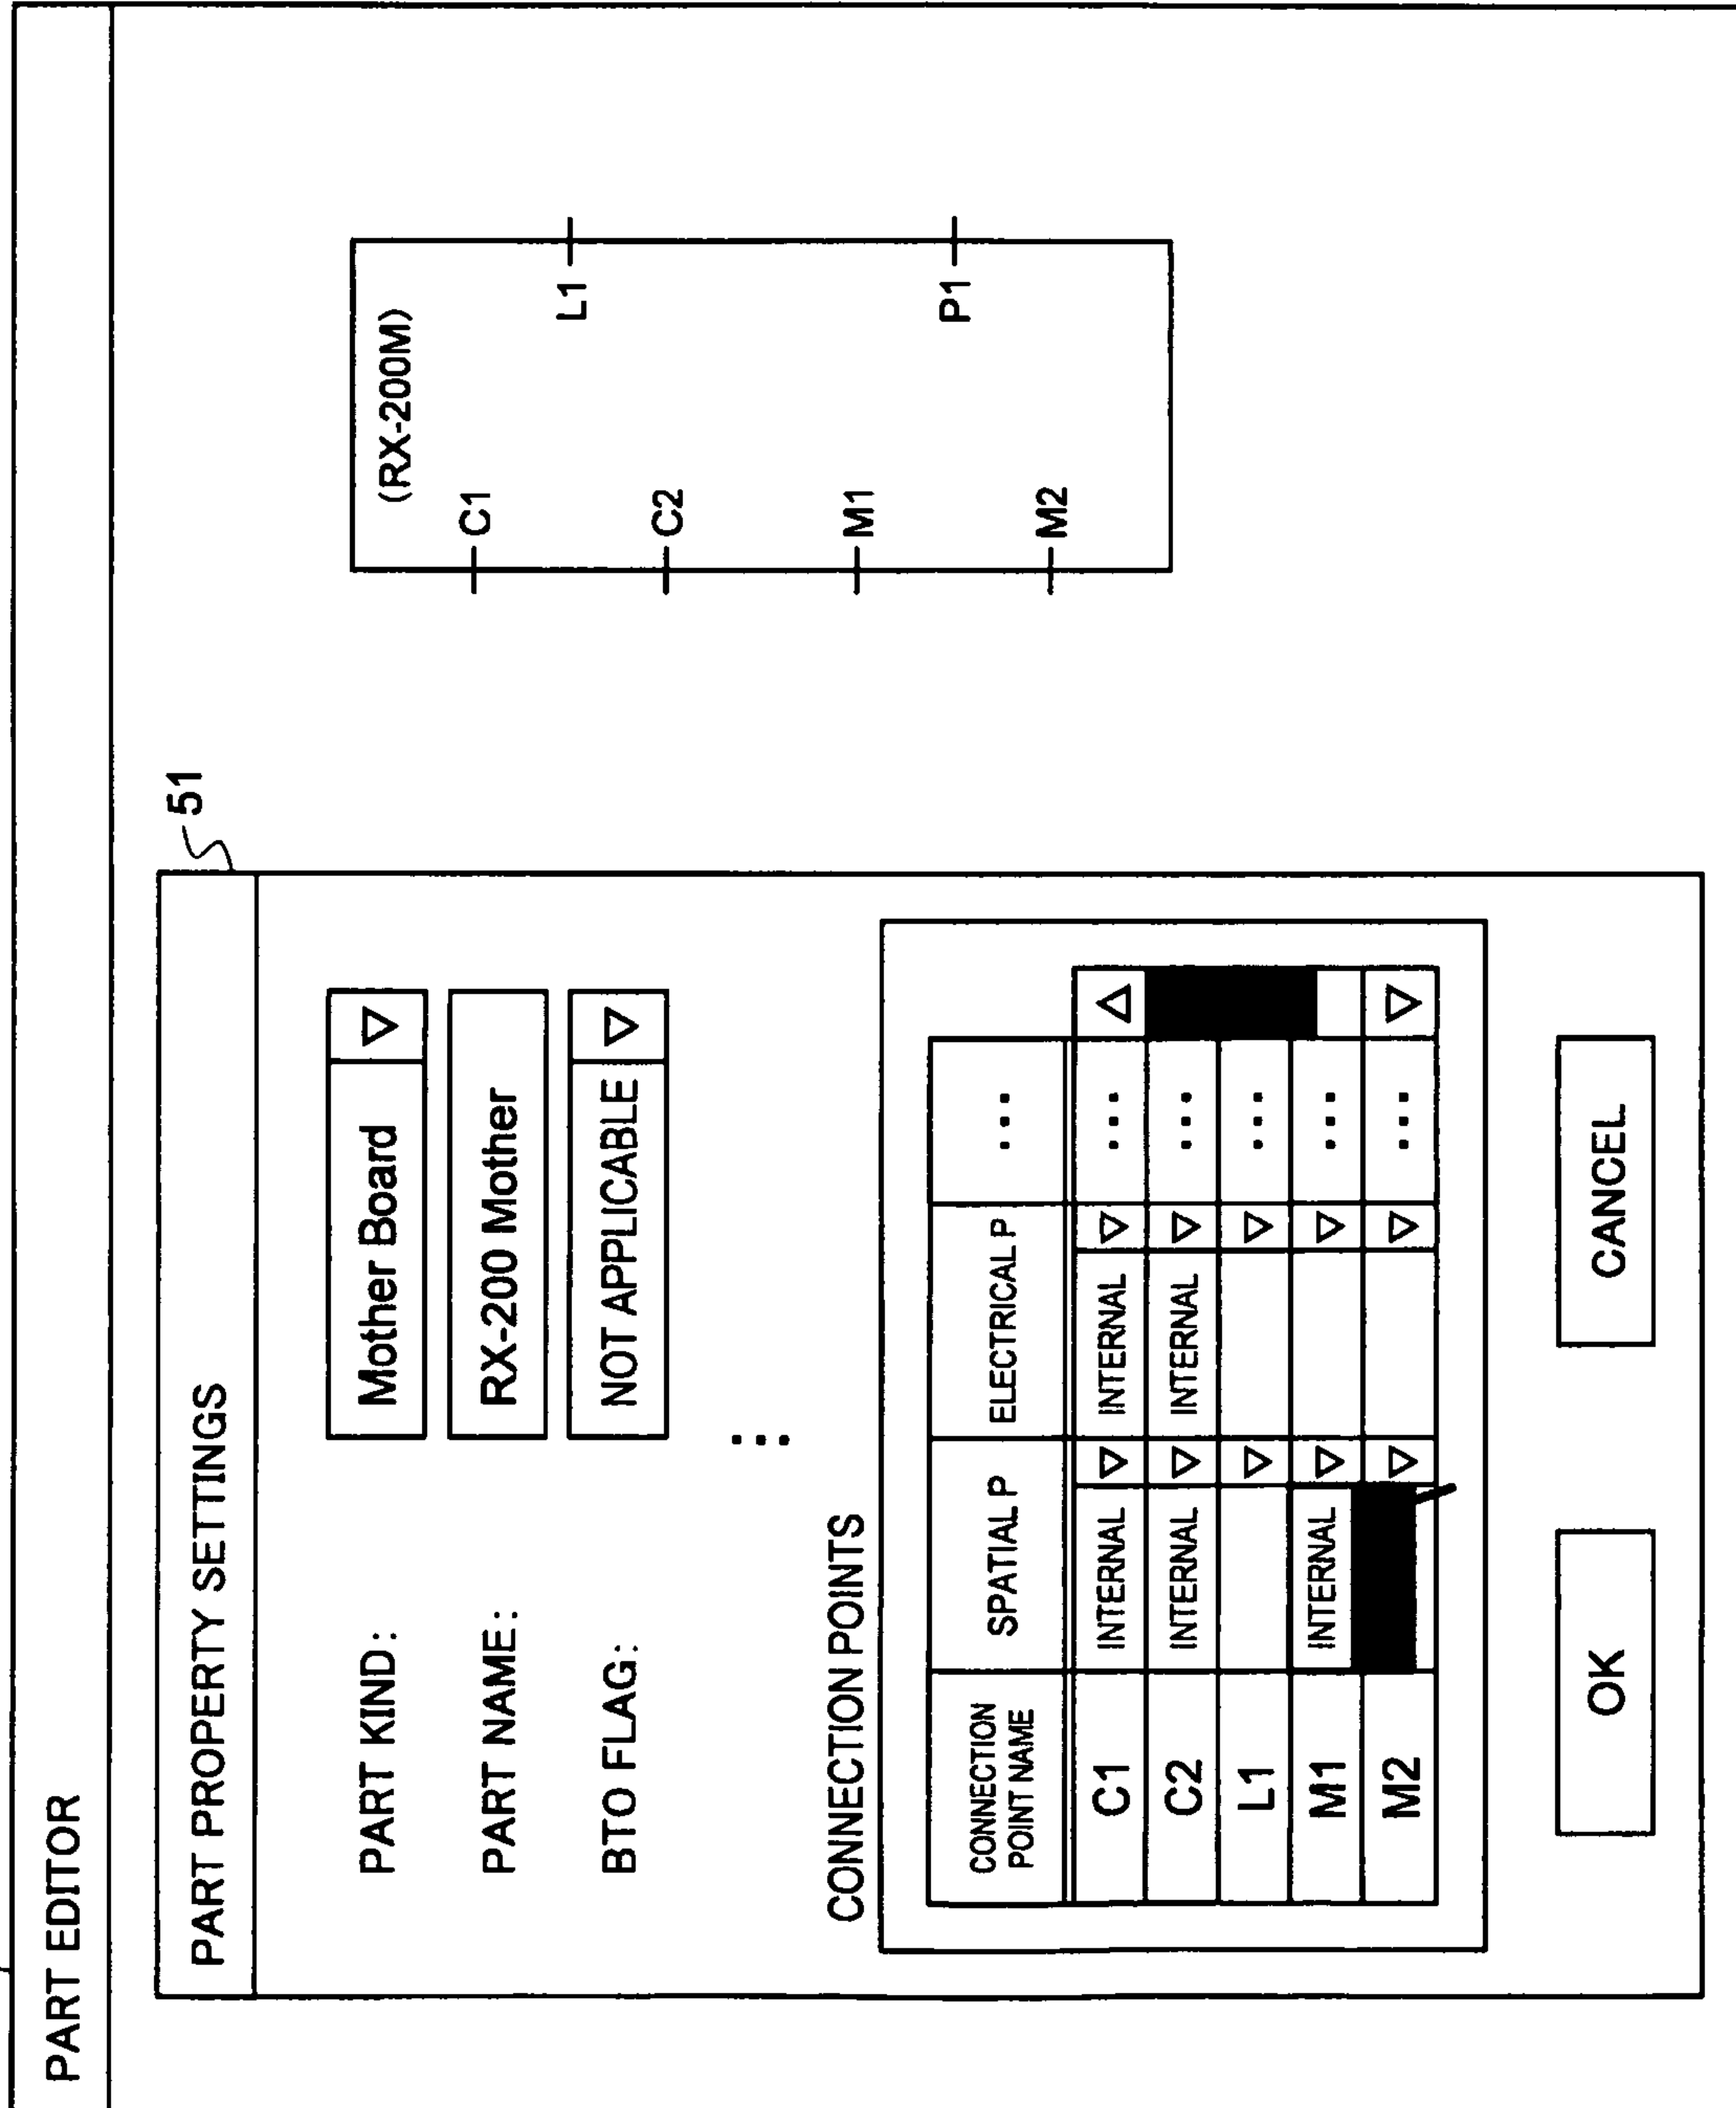 PART EDITOR
51
PART PROPERTY SETTINGS
PART KIND: Mother Board ▽
PART NAME: RX-200 Mother
BTO FLAG: NOT APPLICABLE ▽
⋮
CONNECTION POINTS
CONNECTION POINT NAME SPATIAL P ELECTRICAL P ...
C1 INTERNAL ▽ INTERNAL ▽ ... △
C2 INTERNAL ▽ INTERNAL ▽ ...
L1 ▽ ▽ ...
M1 INTERNAL ▽ ▽ ...
M2 ▽ ▽ ... ▽
OK CANCEL
(RX-200M)
C1
L1
C2
M1
P1
M2